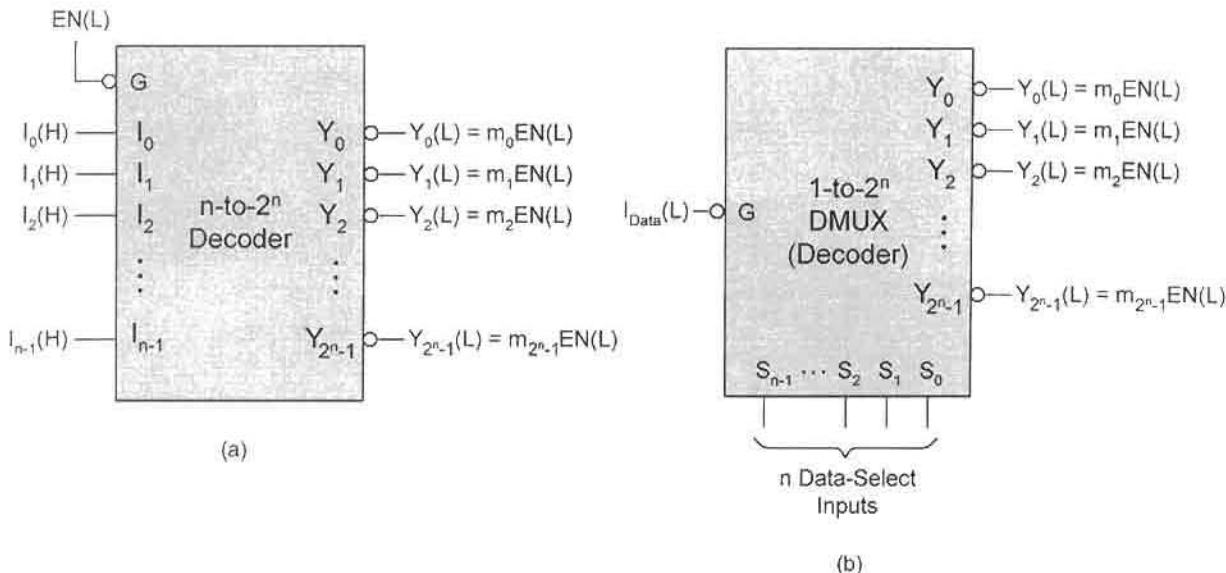 EN(L)
G
I₀(H) I₀ Y₀ Y₀(L) = m₀EN(L)
I₁(H) I₁ Y₁ Y₁(L) = m₁EN(L)
I₂(H) I₂ Y₂ Y₂(L) = m₂EN(L)
n-to-2ⁿ
Decoder
Iₙ₋₁(H) Iₙ₋₁ Y₂ⁿ₋₁ Y₂ⁿ₋₁(L) = m₂ⁿ₋₁EN(L)
(a)
Y₀ Y₀(L) = m₀EN(L)
Y₁ Y₁(L) = m₁EN(L)
Y₂ Y₂(L) = m₂EN(L)
I_Data(L) G
1-to-2ⁿ
DMUX
(Decoder)
Y₂ⁿ₋₁ Y₂ⁿ₋₁(L) = m₂ⁿ₋₁EN(L)
Sₙ₋₁ ··· S₂ S₁ S₀
n Data-Select
Inputs
(b)